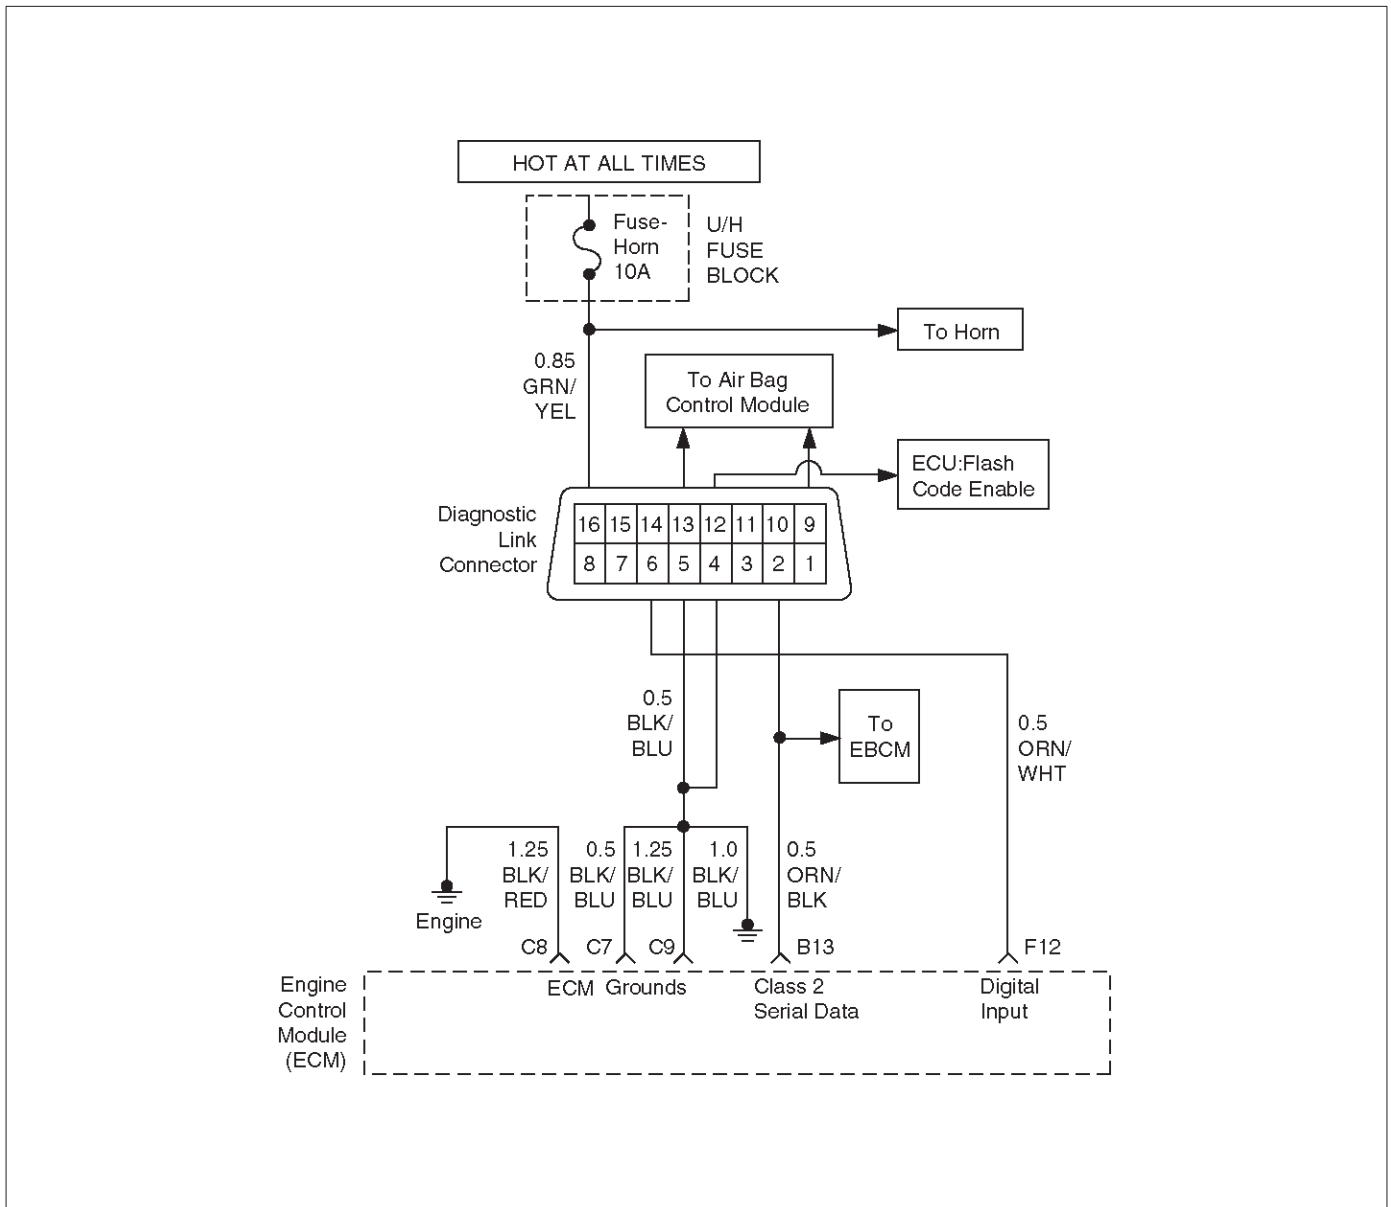 HOT AT ALL TIMES
Fuse-
Horn
10A
U/H
FUSE
BLOCK
To Horn
0.85
GRN/
YEL
To Air Bag
Control Module
ECU:Flash
Code Enable
Diagnostic
Link
Connector
16 15 14 13 12 11 10 9
8 7 6 5 4 3 2 1
0.5
BLK/
BLU
To
EBCM
0.5
ORN/
WHT
1.25
BLK/
RED
0.5
BLK/
BLU
1.25
BLK/
BLU
1.0
BLK/
BLU
0.5
ORN/
BLK
Engine
C8
C7
C9
B13
F12
Engine
Control
Module
(ECM)
ECM Grounds
Class 2
Serial Data
Digital
Input